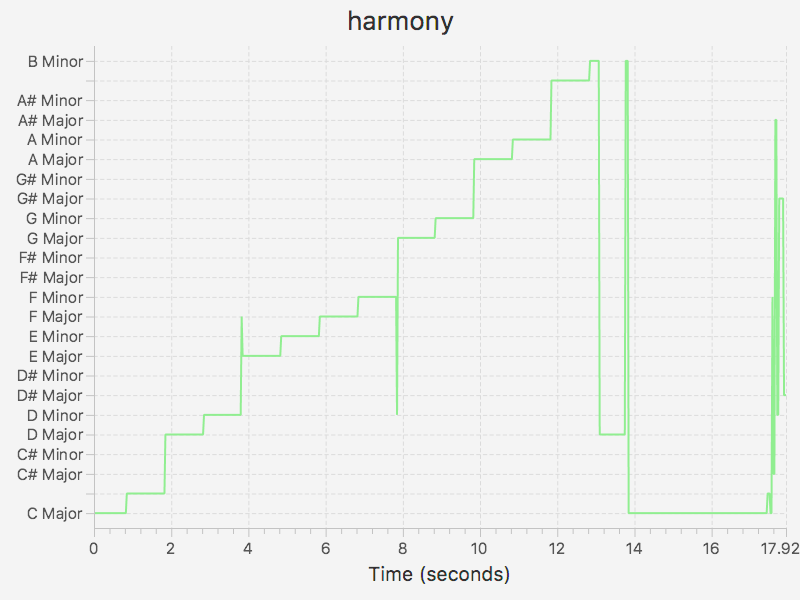 harmony
B Minor
A# Minor
A# Major
A Minor
A Major
G# Minor
G# Major
G Minor
G Major
F# Minor
F# Major
F Minor
F Major
E Minor
E Major
D# Minor
D# Major
D Minor
D Major
C# Minor
C# Major
C Major
0 2 4 6 8 10 12 14 16 17.92
Time (seconds)